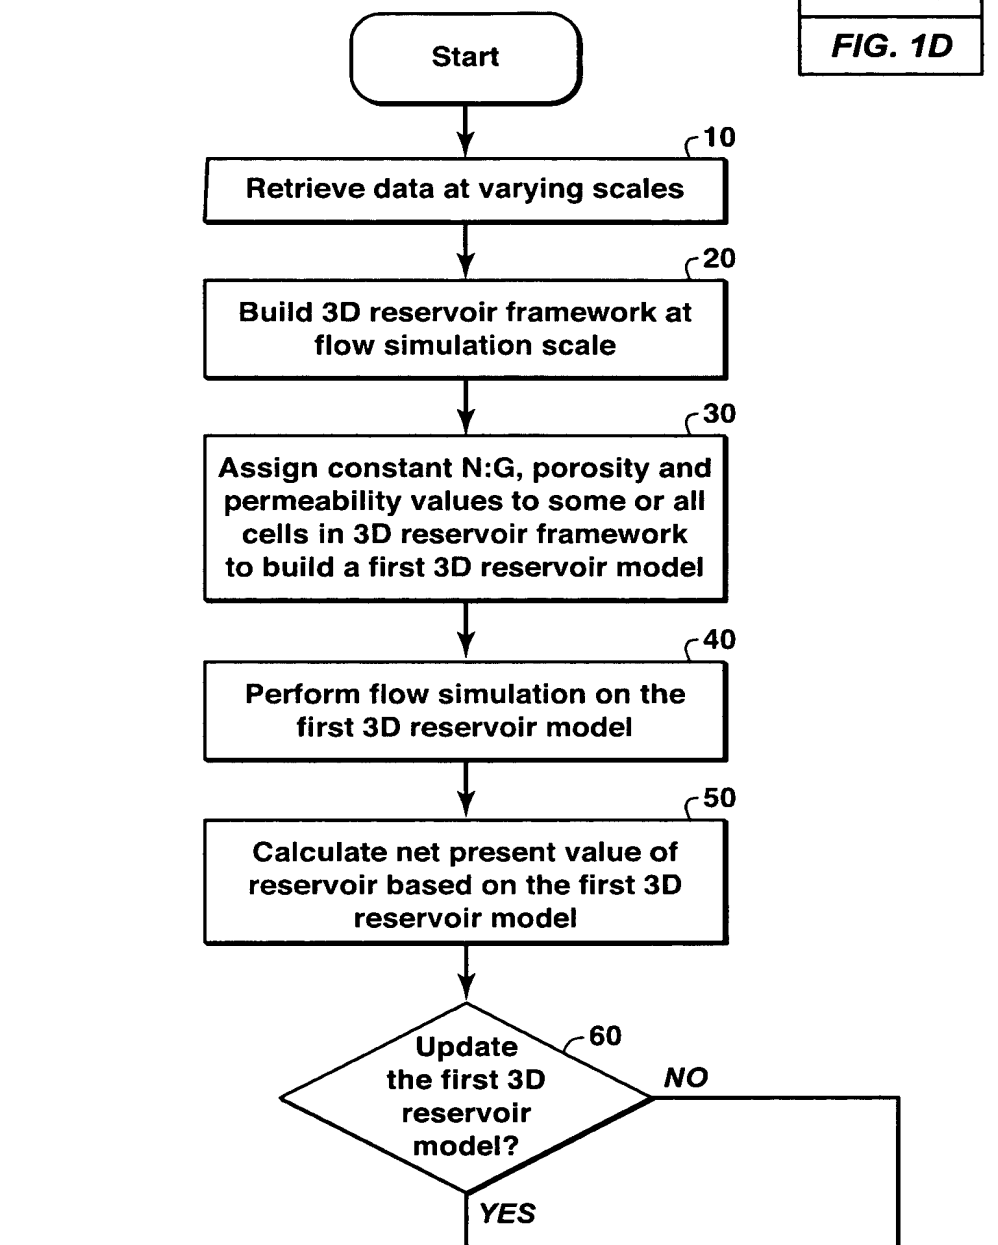 FIG. 1D
Start
10
Retrieve data at varying scales
20
Build 3D reservoir framework at
flow simulation scale
30
Assign constant N:G, porosity and
permeability values to some or all
cells in 3D reservoir framework
to build a first 3D reservoir model
40
Perform flow simulation on the
first 3D reservoir model
50
Calculate net present value of
reservoir based on the first 3D
reservoir model
60
Update
the first 3D
reservoir
model?
NO
YES